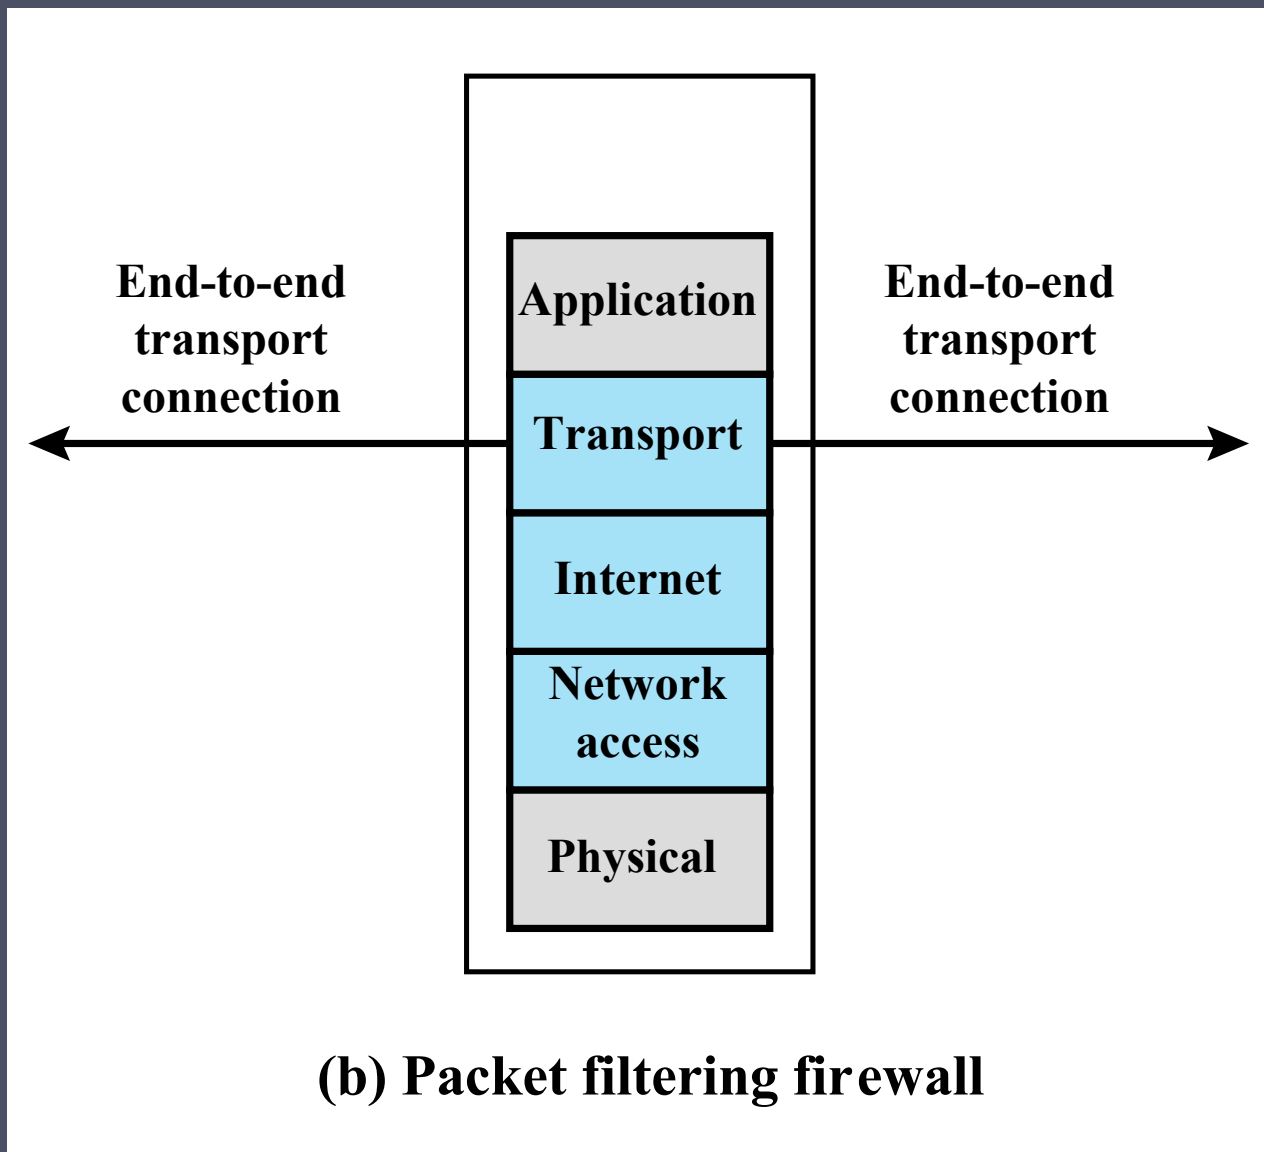 End-to-end
transport
connection
Application
Transport
Internet
Network
access
Physical
End-to-end
transport
connection
(b) Packet filtering firewall